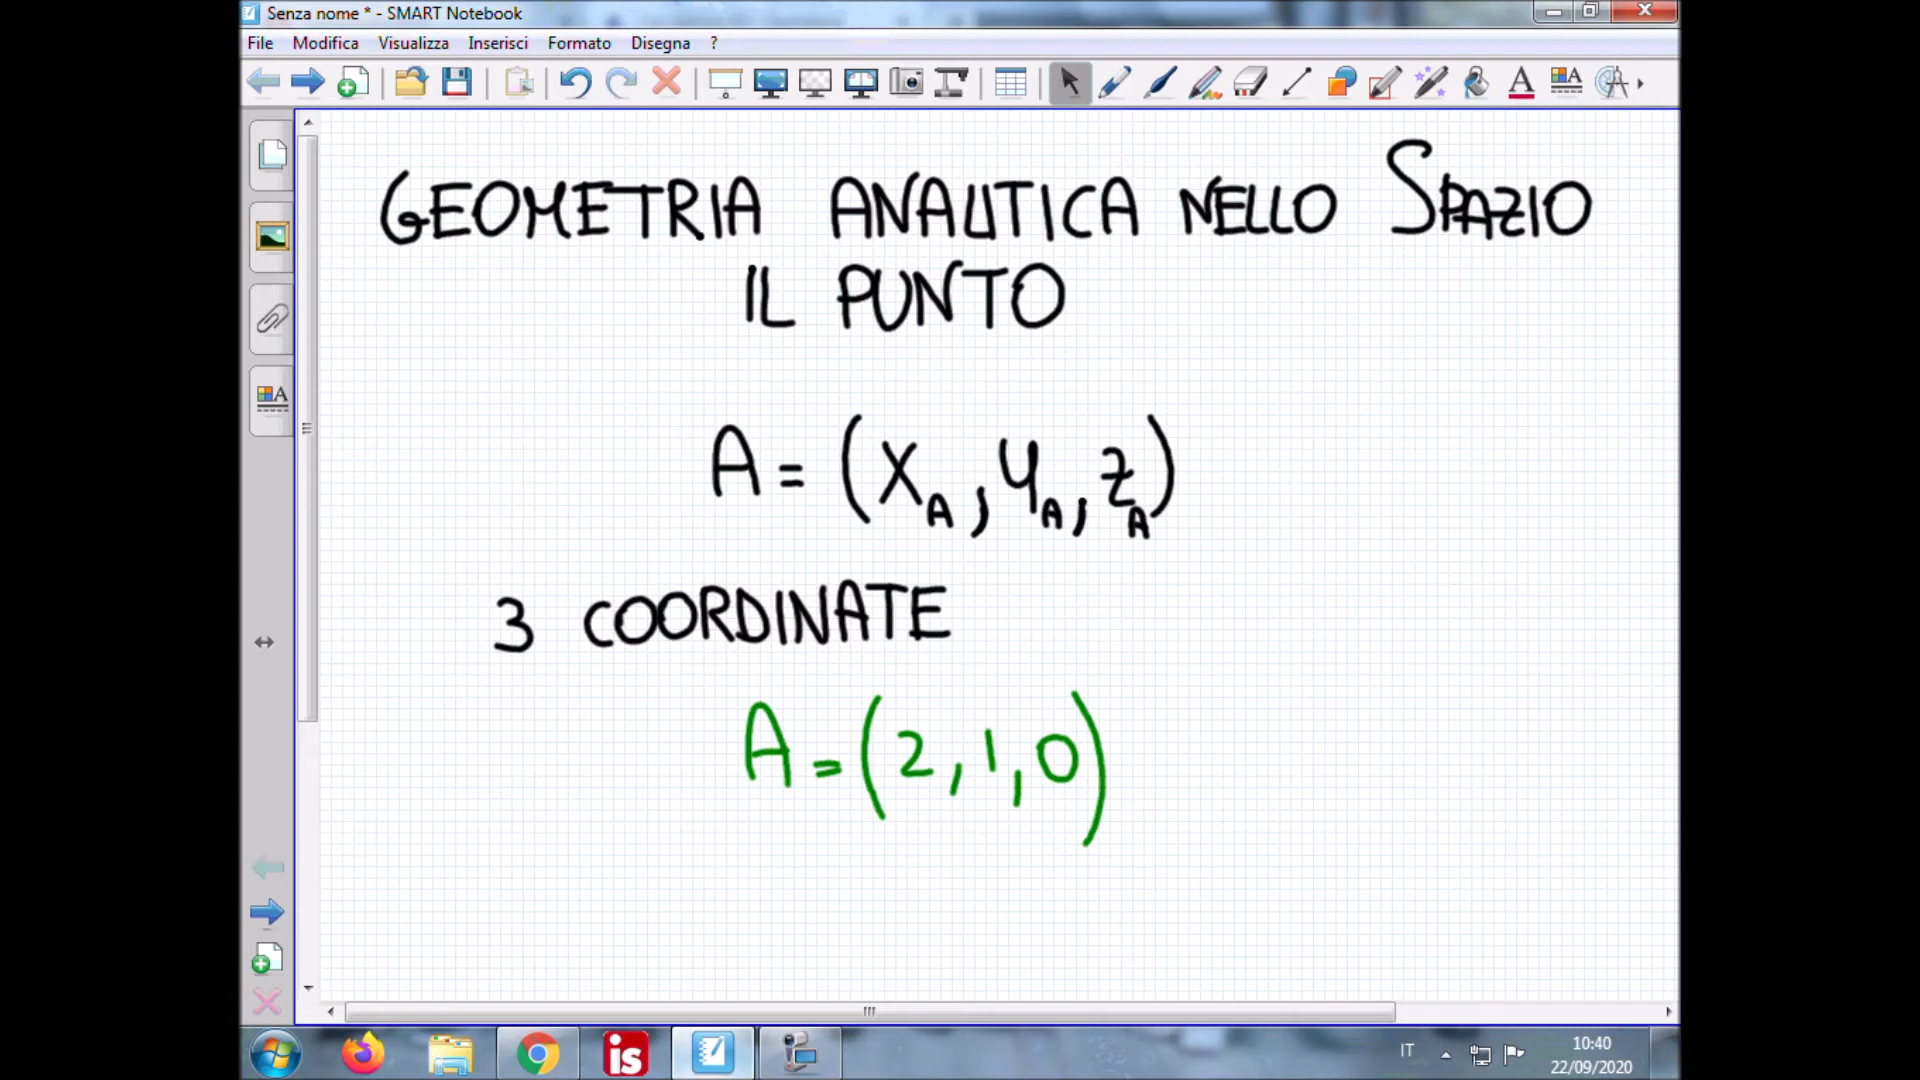 Senza nome * - SMART Notebook
File Modifica Visualizza Inserisci Formato Disegna ?
GEOMETRIA ANALITICA NELLO SPAZIO
IL PUNTO
A = (X_A, Y_A, Z_A)
3 COORDINATE
A = (2, 1, 0)
is
IT
10:40
22/09/2020